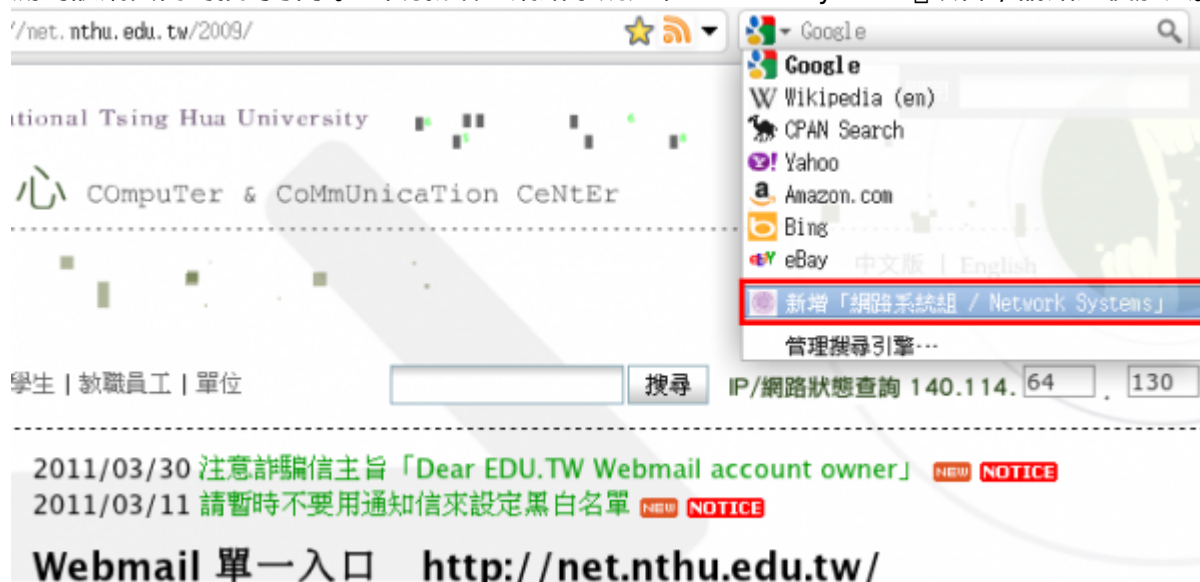 //net.nthu.edu.tw/2009/
Google
Google
Wikipedia (en)
CPAN Search
Yahoo
Amazon.com
Bing
eBay
新增「網路系統組 / Network Systems」
管理搜尋引擎…
ational Tsing Hua University
心 COmpuTer & CoMmUnicaTion CeNtEr
中文版 | English
學生 | 教職員工 | 單位
搜尋
IP/網路狀態查詢 140.114. 64 . 130
2011/03/30 注意詐騙信主旨「Dear EDU.TW Webmail account owner」 NEW NOTICE
2011/03/11 請暫時不要用通知信來設定黑白名單 NEW NOTICE
Webmail 單一入口 http://net.nthu.edu.tw/